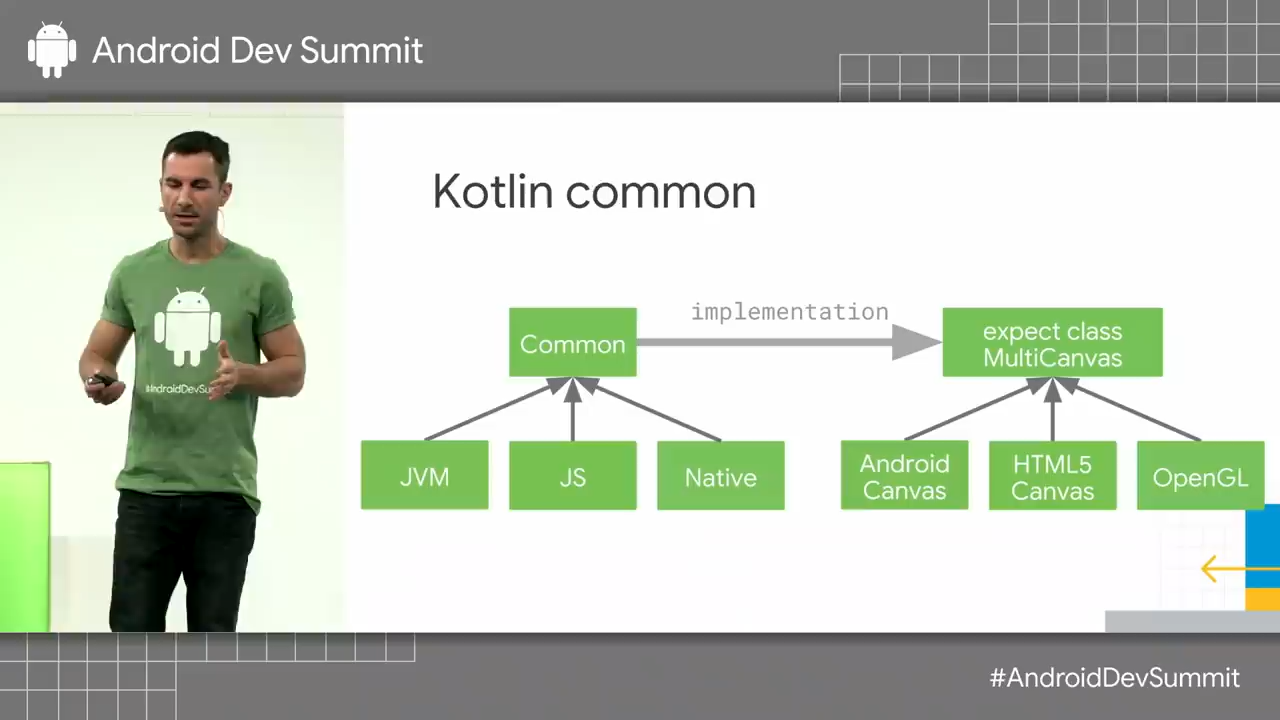 Android Dev Summit
Kotlin common
implementation
Common
expect class
MultiCanvas
JVM
JS
Native
Android
Canvas
HTML5
Canvas
OpenGL
#AndroidDevSum
#AndroidDevSummit